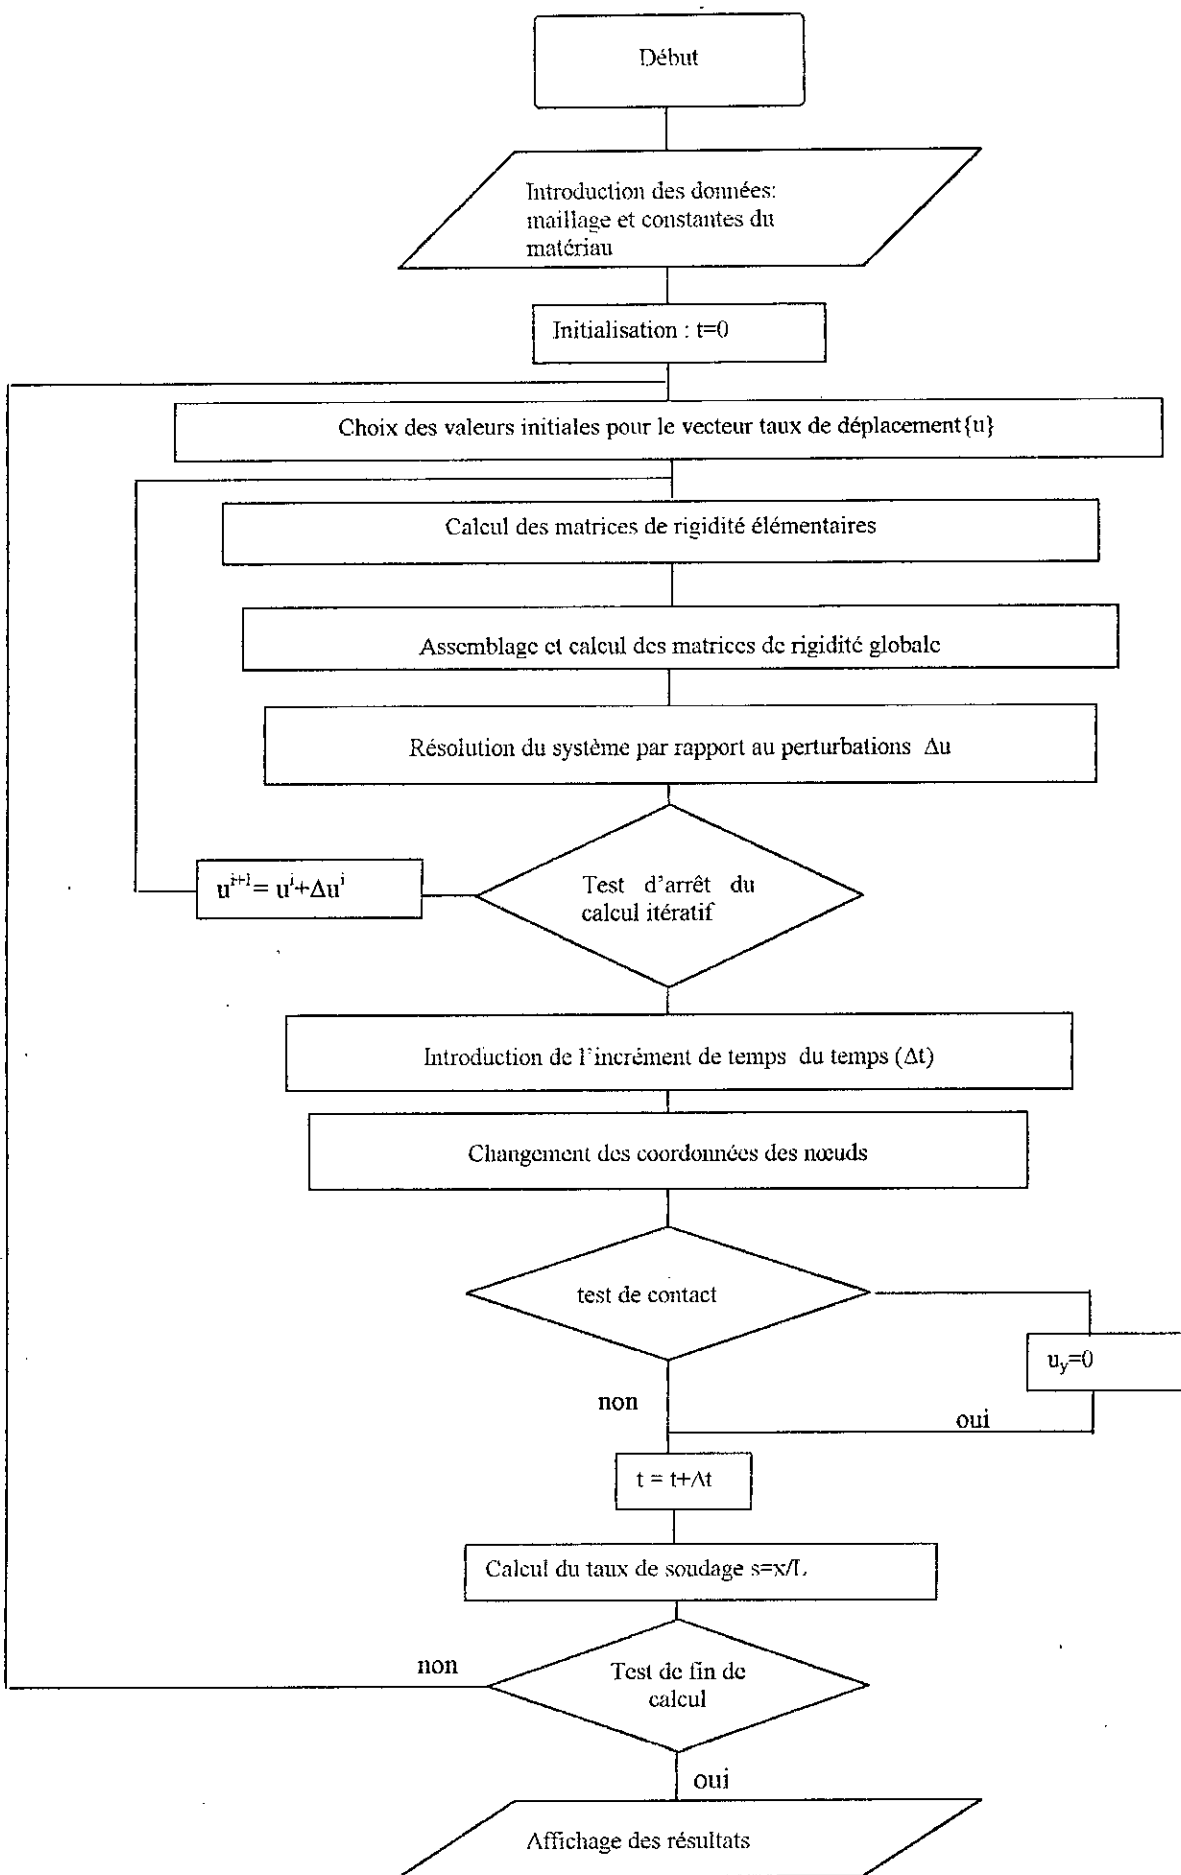 Début
Introduction des données:
maillage et constantes du
matériau
Initialisation : t=0
Choix des valeurs initiales pour le vecteur taux de déplacement{u}
Calcul des matrices de rigidité élémentaires
Assemblage et calcul des matrices de rigidité globale
Résolution du système par rapport au perturbations Δu
Test d'arrêt du
calcul itératif
uⁱ⁺¹= uⁱ+Δuⁱ
Introduction de l'incrément de temps du temps (Δt)
Changement des coordonnées des nœuds
test de contact
u_y=0
non
oui
t = t+Δt
Calcul du taux de soudage s=x/L
non
Test de fin de
calcul
oui
Affichage des résultats